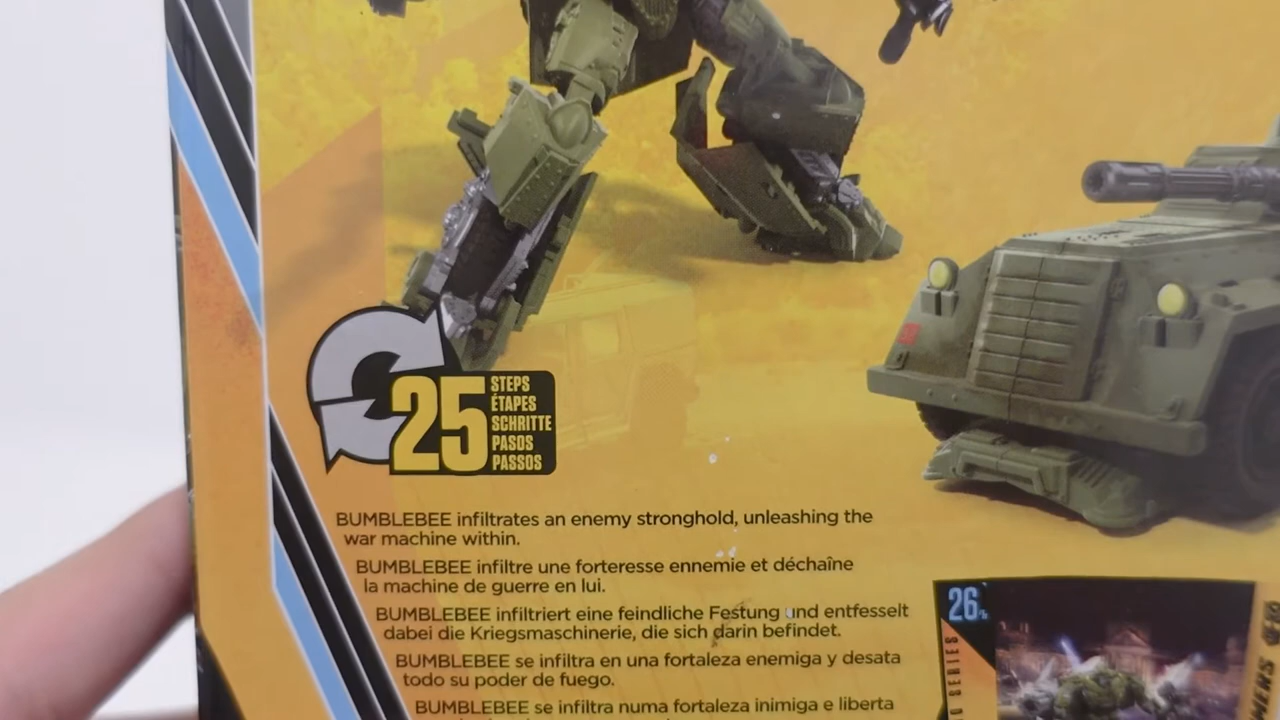 25
STEPS
ÉTAPES
SCHRITTE
PASOS
PASSOS
BUMBLEBEE infiltrates an enemy stronghold, unleashing the
war machine within.
BUMBLEBEE infiltre une forteresse ennemie et déchaîne
la machine de guerre en lui.
BUMBLEBEE infiltriert eine feindliche Festung und entfesselt
dabei die Kriegsmaschinerie, die sich darin befindet.
BUMBLEBEE se infiltra en una fortaleza enemiga y desata
todo su poder de fuego.
BUMBLEBEE se infiltra numa fortaleza inimiga e liberta
26
SERIES